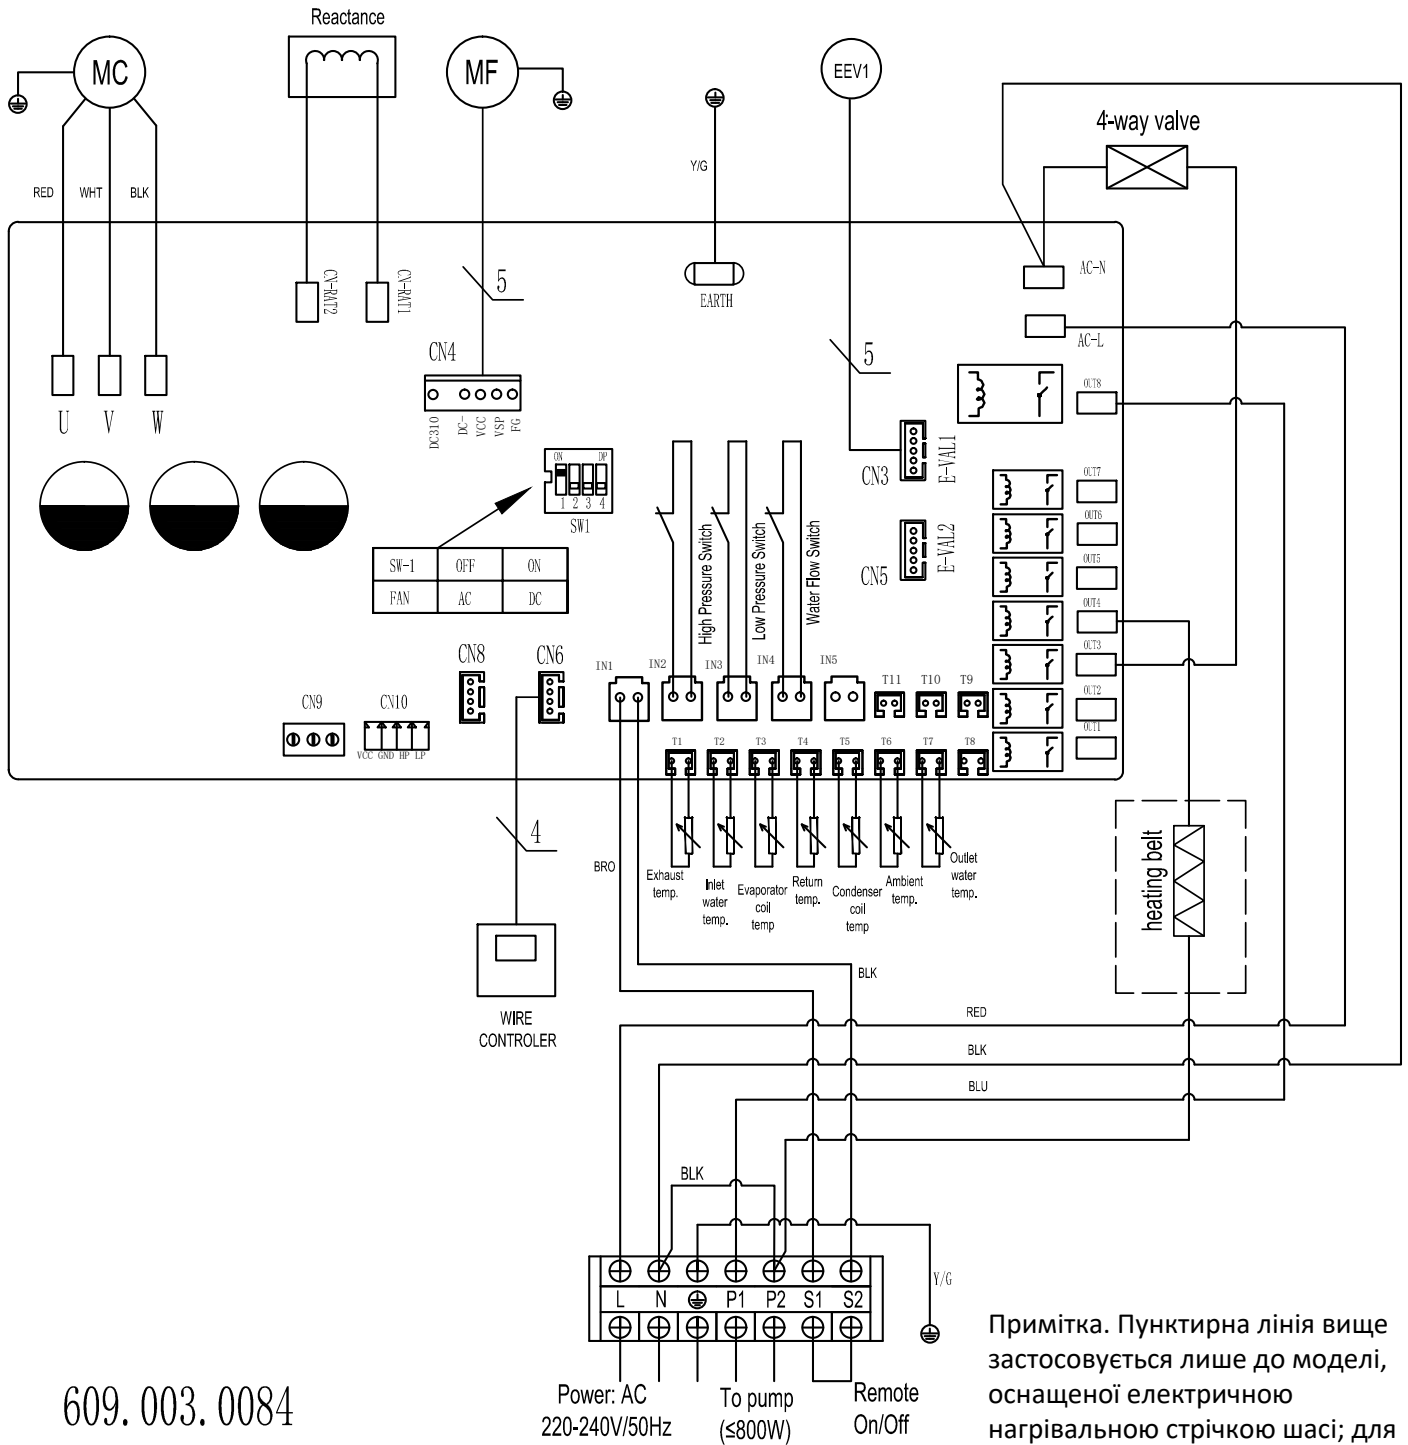 Reactance
MC
MF
EEV1
4-way valve
Y/G
RED
WHT
BLK
CN-RAT2
CN-RAT1
5
EARTH
AC-N
AC-L
CN4
5
OUT8
U
V
W
DC310
DC-
VCC
VSP
FG
ON
DP
1 2 3 4
SW1
CN3
E-VAL1
CN5
E-VAL2
OUT7
OUT6
OUT5
OUT4
OUT3
OUT2
OUT1
SW-1 OFF ON
FAN AC DC
High Pressure Switch
Low Pressure Switch
Water Flow Switch
CN8
CN6
IN1
IN2
IN3
IN4
IN5
T11
T10
T9
CN9
CN10
VCC GND HP LP
T1
T2
T3
T4
T5
T6
T7
T8
4
BRO
Exhaust
temp.
Inlet
water
temp.
Evaporator
coil
temp
Return
temp.
Condenser
coil
temp
Ambient
temp.
Outlet
water
temp.
heating belt
BLK
WIRE
CONTROLER
RED
BLK
BLU
BLK
Y/G
L N P1 P2 S1 S2
Power: AC
220-240V/50Hz
To pump
(≤800W)
Remote
On/Off
609.003.0084
Примітка. Пунктирна лінія вище
застосовується лише до моделі,
оснащеної електричною
нагрівальною стрічкою шасі; для